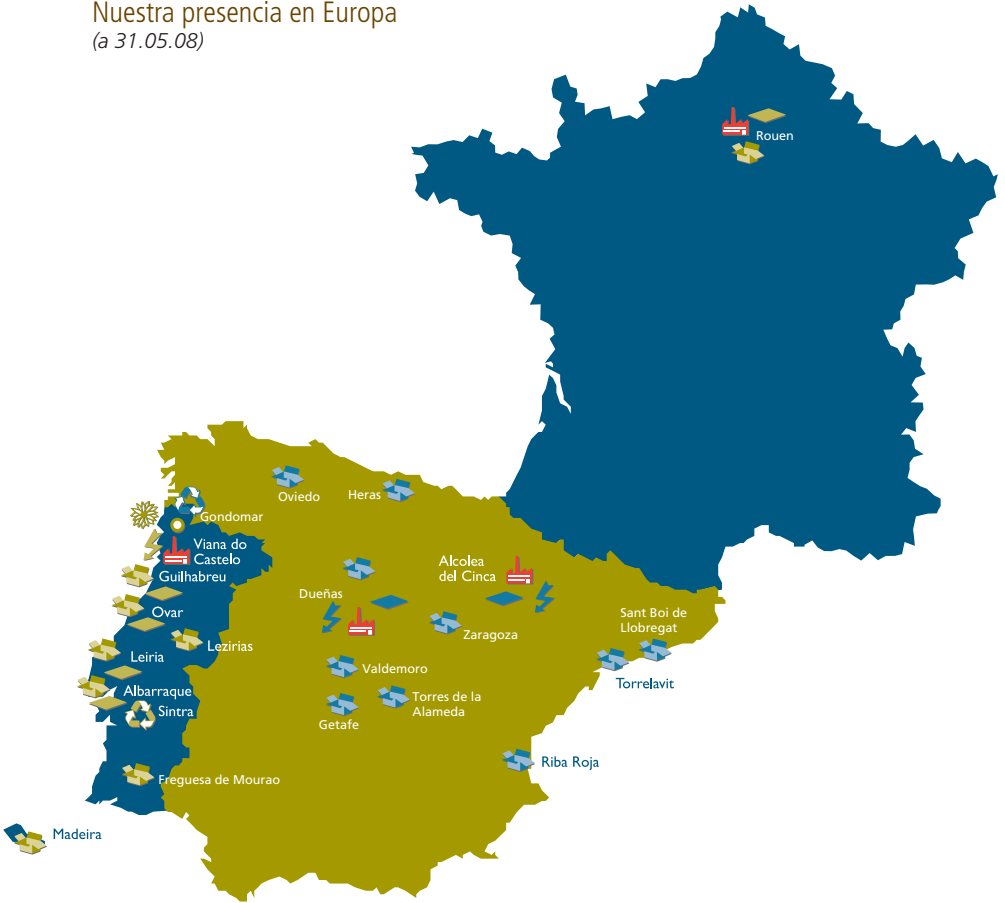 Nuestra presencia en Europa
(a 31.05.08)
Rouen
Oviedo
Heras
Gondomar
Viana do
Castelo
Guilhabreu
Alcolea
del Cinca
Dueñas
Ovar
Sant Boi de
Llobregat
Zaragoza
Lezirias
Leiria
Valdemoro
Torrelavit
Albarraque
Sintra
Torres de la
Alameda
Getafe
Riba Roja
Freguesa de Mourao
Madeira